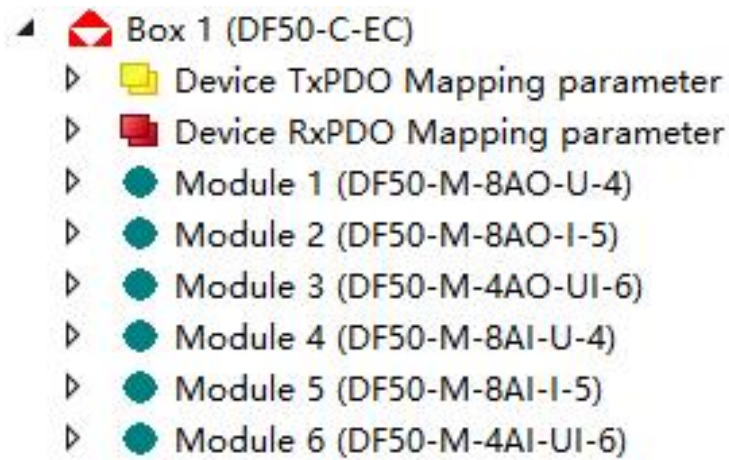 Box 1 (DF50-C-EC)
Device TxPDO Mapping parameter
Device RxPDO Mapping parameter
Module 1 (DF50-M-8AO-U-4)
Module 2 (DF50-M-8AO-I-5)
Module 3 (DF50-M-4AO-UI-6)
Module 4 (DF50-M-8AI-U-4)
Module 5 (DF50-M-8AI-I-5)
Module 6 (DF50-M-4AI-UI-6)